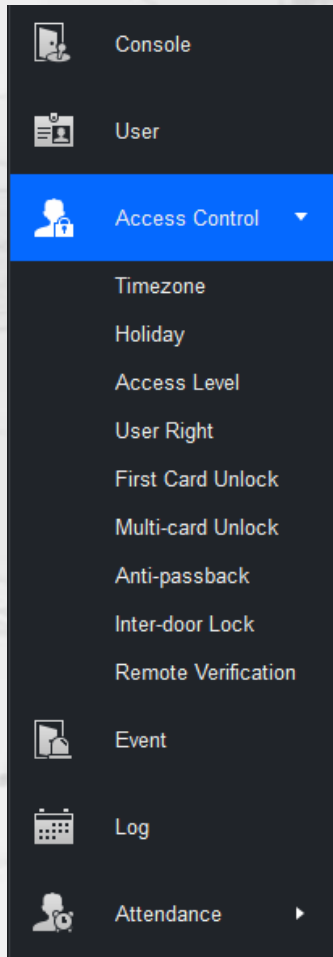 Console
User
Access Control
Timezone
Holiday
Access Level
User Right
First Card Unlock
Multi-card Unlock
Anti-passback
Inter-door Lock
Remote Verification
Event
Log
Attendance